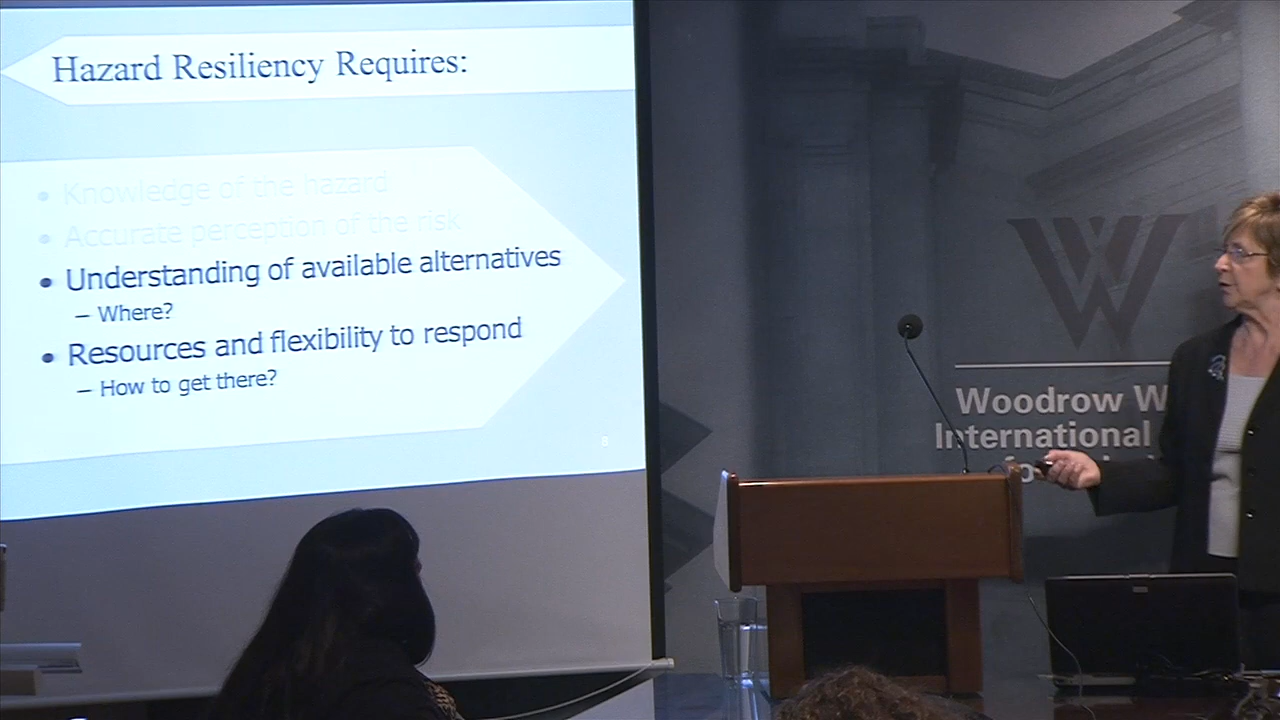 Hazard Resiliency Requires:
• Knowledge of the hazard
• Accurate perception of the risk
• Understanding of available alternatives
– Where?
• Resources and flexibility to respond
– How to get there?
8
W
Woodrow W
International